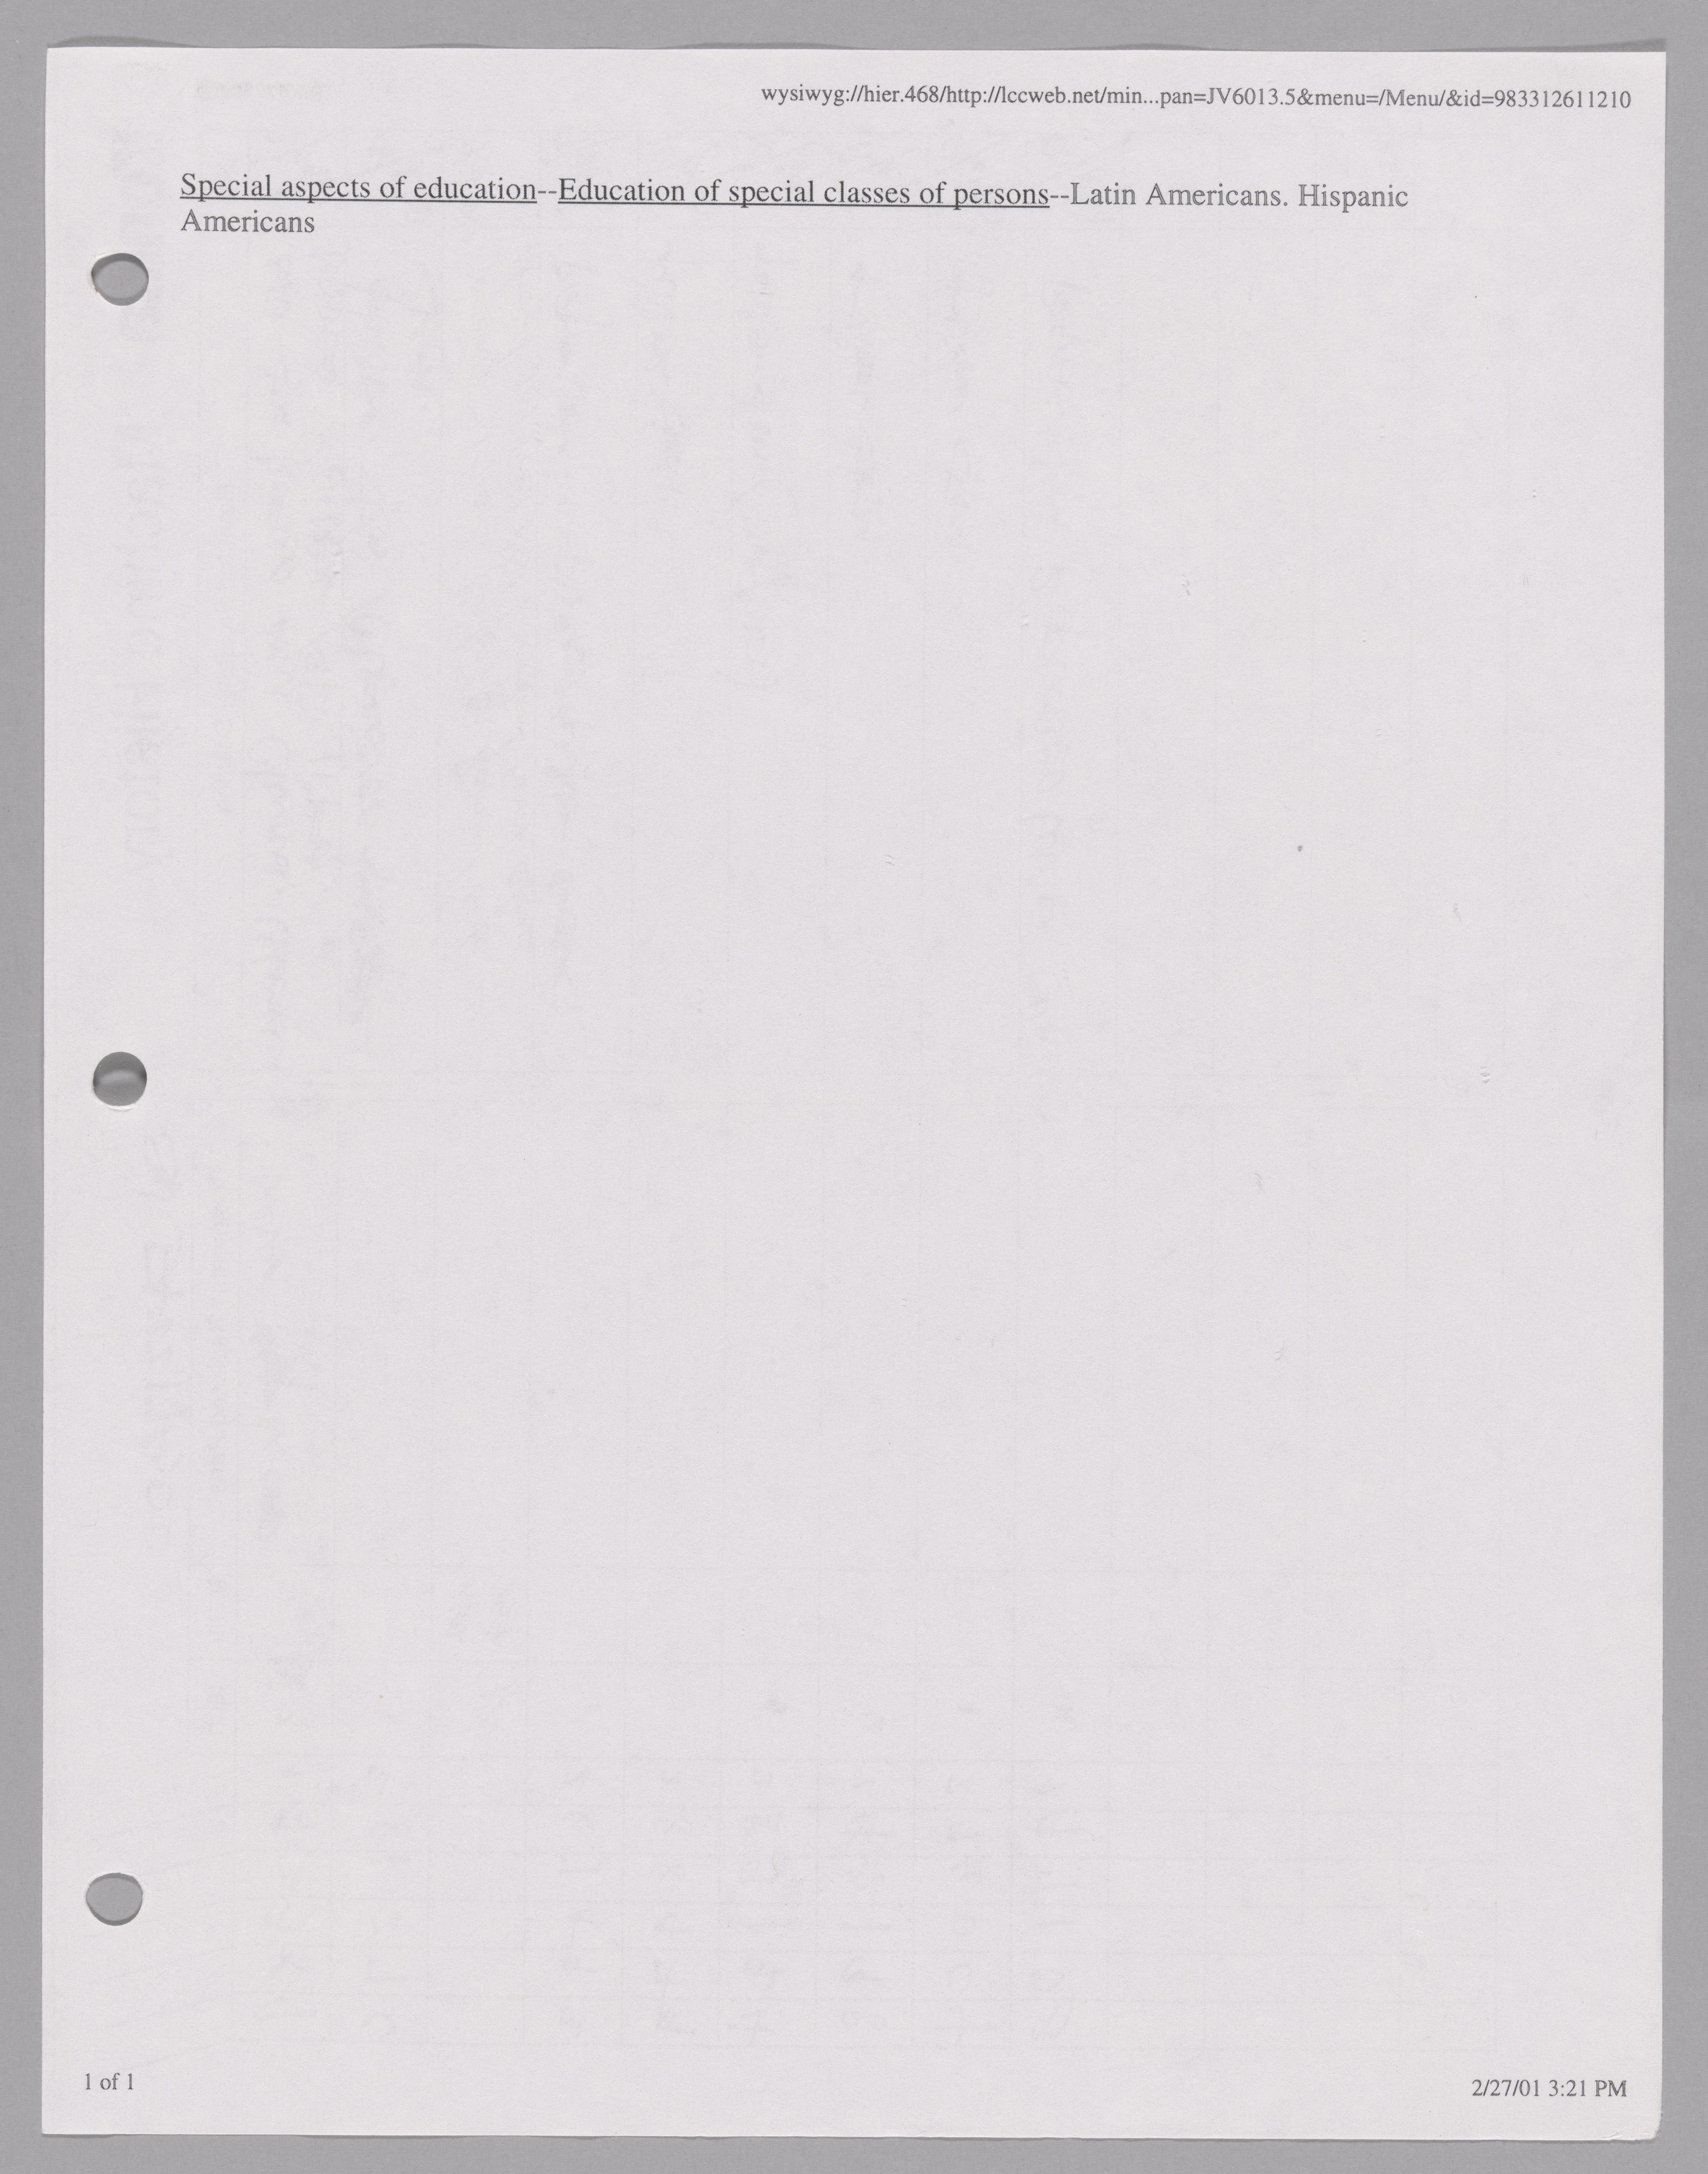 wysiwyg://hier.468/http://lccweb.net/min...pan=JV6013.5&menu=/Menu/&id=983312611210
Special aspects of education--Education of special classes of persons--Latin Americans. Hispanic
Americans
1 of 1
2/27/01 3:21 PM